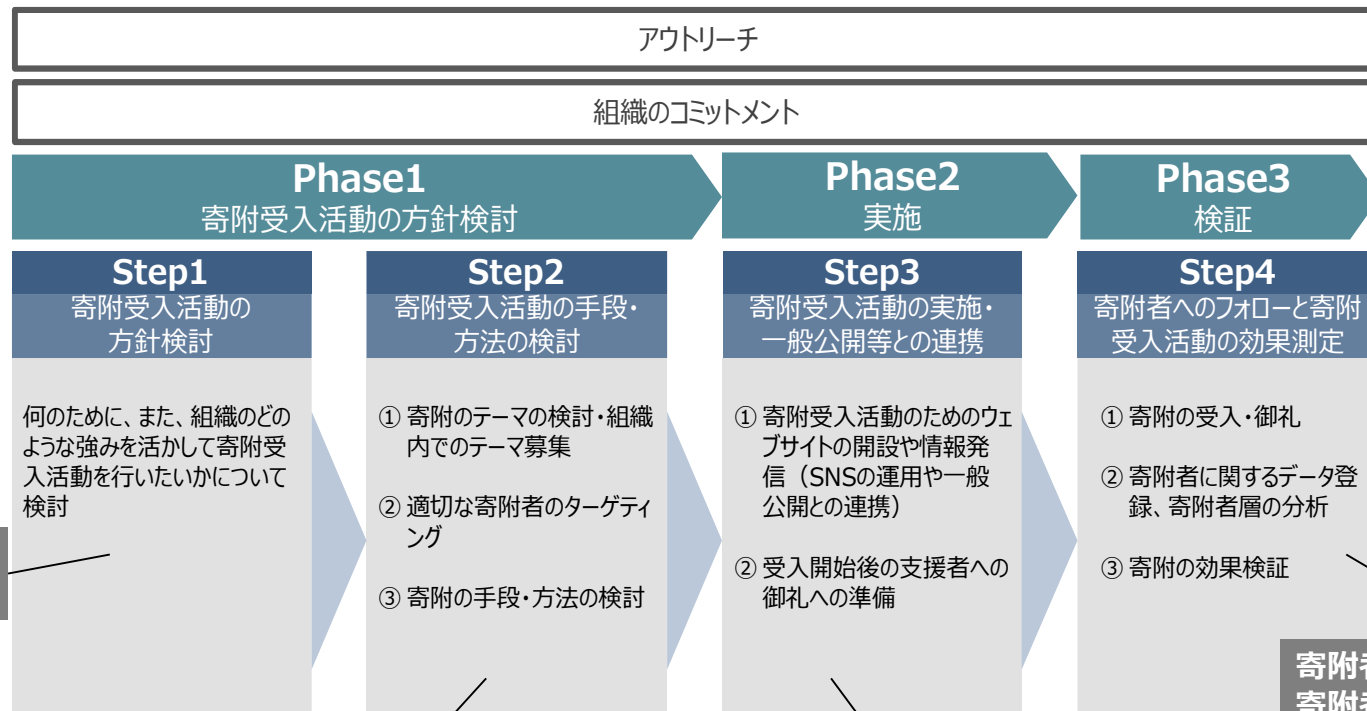 アウトリーチ
組織のコミットメント
Phase1
寄附受入活動の方針検討
Phase2
実施
Phase3
検証
Step1
寄附受入活動の
方針検討
何のために、また、組織のど
ような強みを活かして寄附受
入活動を行いたいかについて
検討
Step2
寄附受入活動の手段・
方法の検討
① 寄附のテーマの検討・組織
内でのテーマ募集
② 適切な寄附者のターゲティ
ング
③ 寄附の手段・方法の検討
Step3
寄附受入活動の実施・
一般公開等との連携
① 寄附受入活動のためのウェ
ブサイトの開設や情報発
信（SNSの運用や一般
公開との連携）
② 受入開始後の支援者への
御礼への準備
Step4
寄附者へのフォローと寄附
受入活動の効果測定
① 寄附の受入・御礼
② 寄附者に関するデータ登
録、寄附者層の分析
③ 寄附の効果検証
寄附者
寄附者